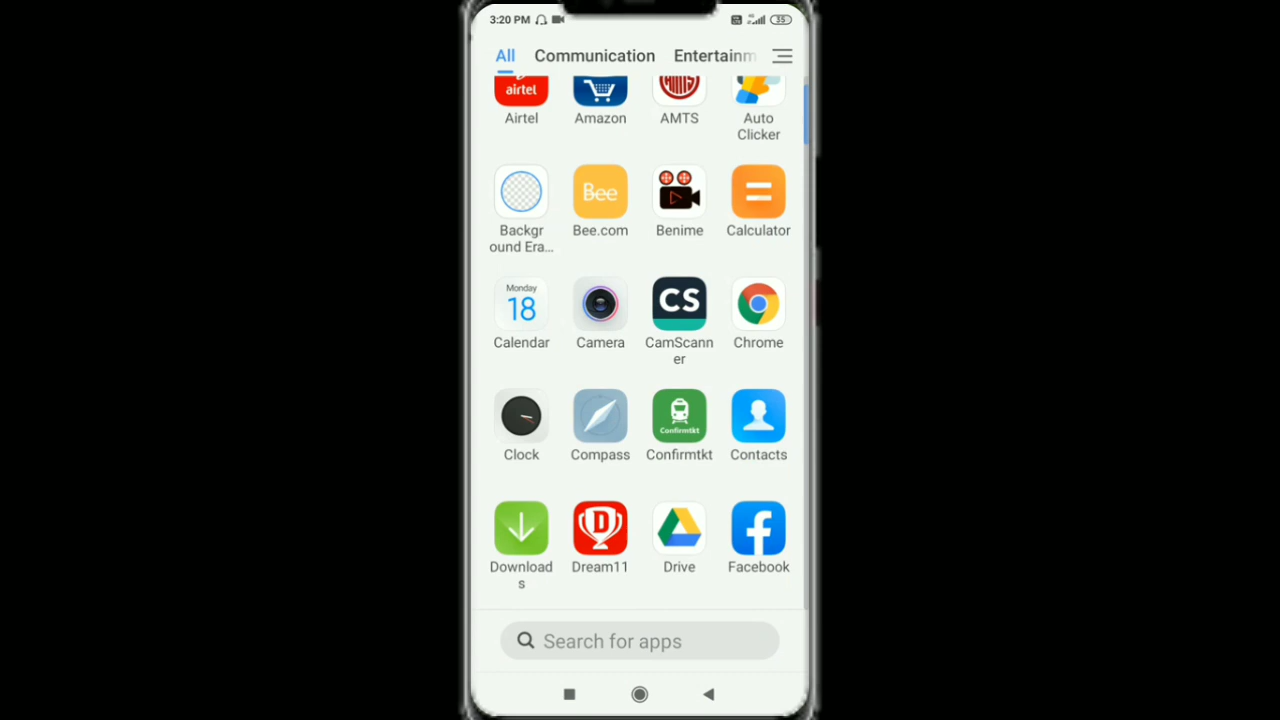 3:20 PM 35
All Communication Entertainm
airtel
Airtel Amazon AMTS Auto
Clicker
Bee
Backgr Bee.com Benime Calculator
ound Era...
Monday
18 CS
Calendar Camera CamScann Chrome
er
Confirmtkt
Clock Compass Confirmtkt Contacts
D
Download Dream11 Drive Facebook
s
Search for apps